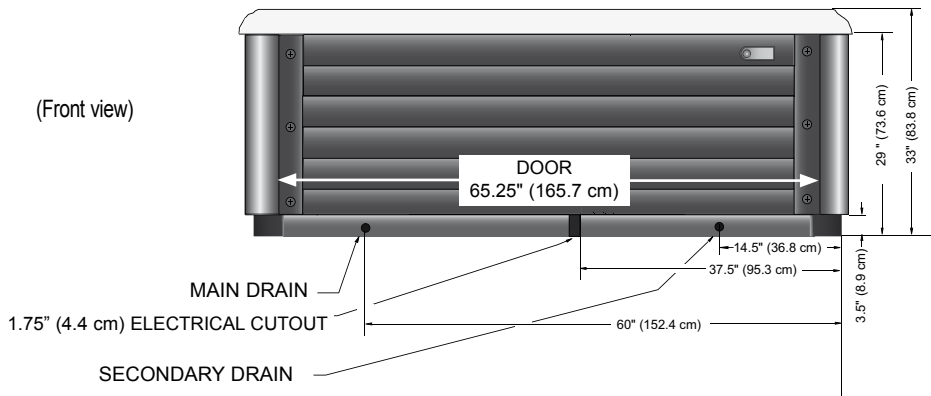 (Front view)
DOOR
65.25" (165.7 cm)
29 " (73.6 cm)
33" (83.8 cm)
14.5" (36.8 cm)
37.5" (95.3 cm)
3.5" (8.9 cm)
MAIN DRAIN
1.75” (4.4 cm) ELECTRICAL CUTOUT
60" (152.4 cm)
SECONDARY DRAIN